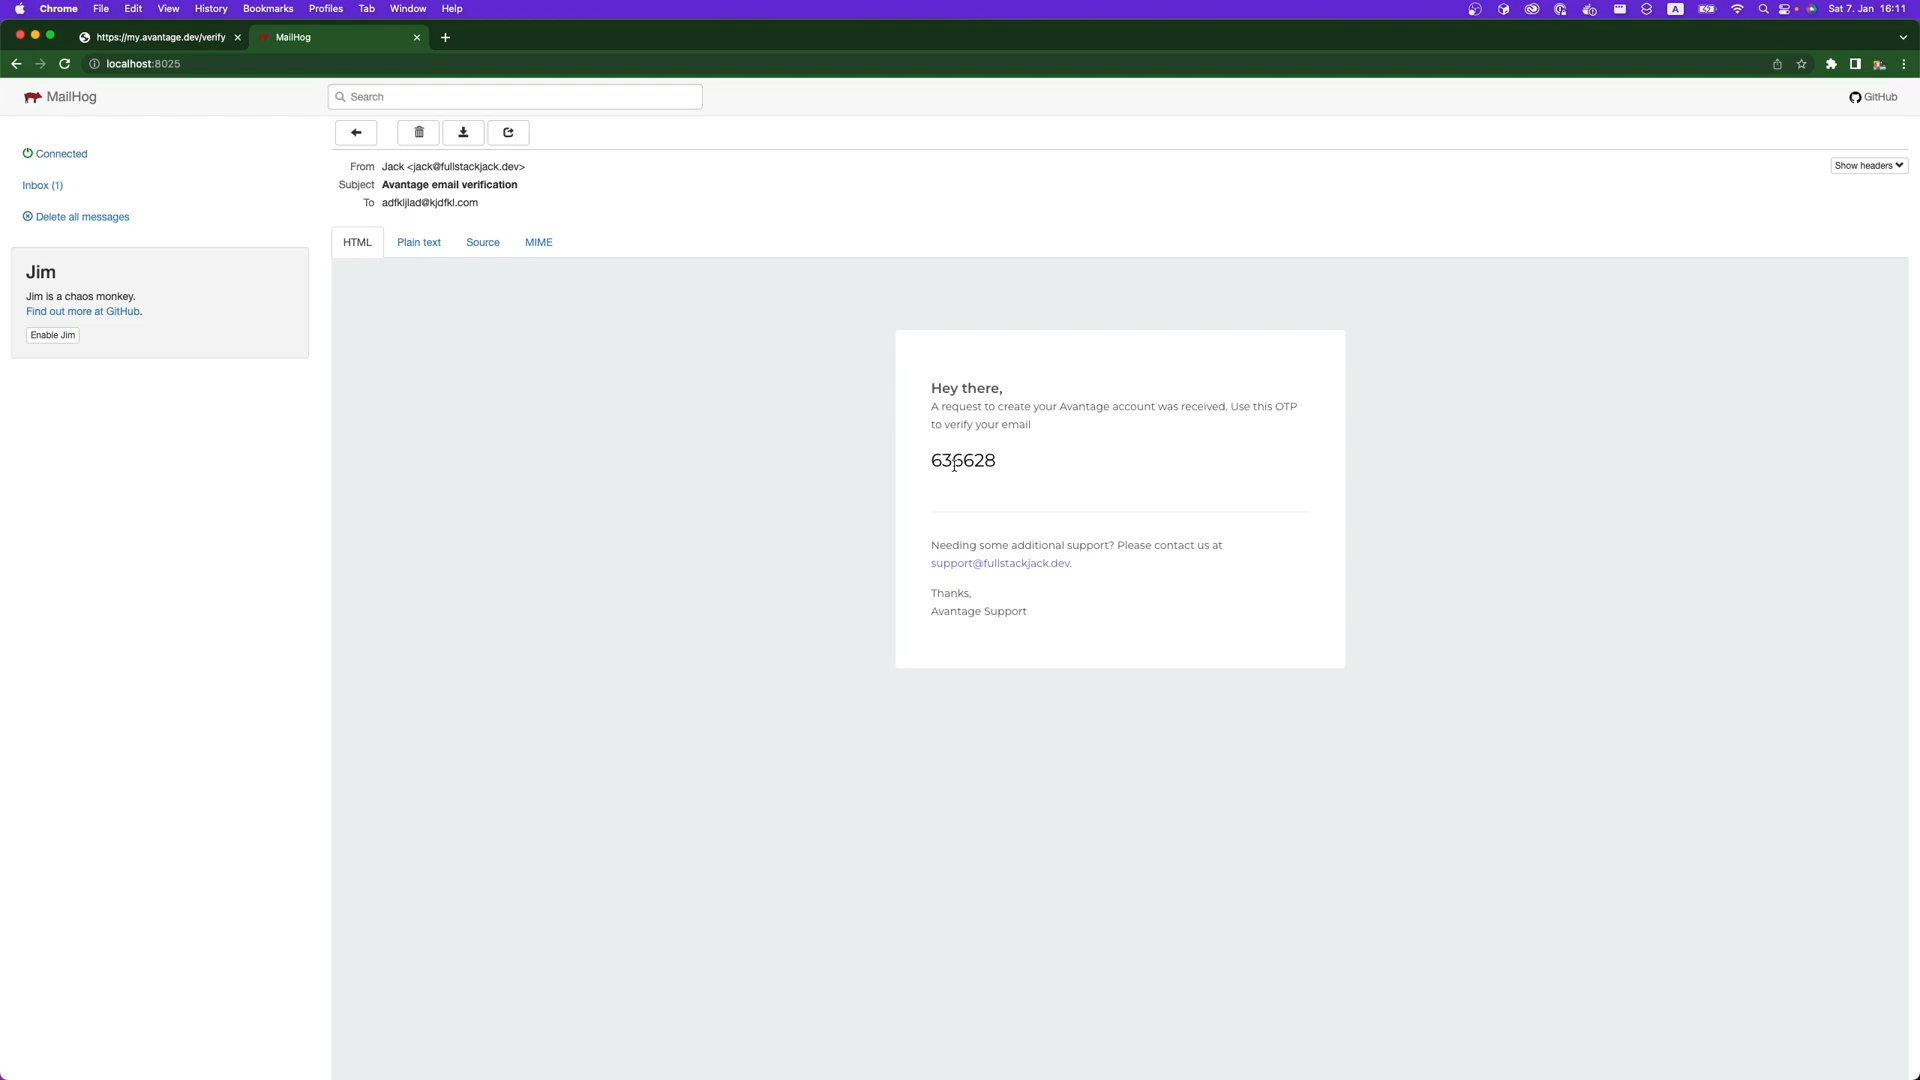 Chrome File Edit View History Bookmarks Profiles Tab Window Help
A
Sat 7. Jan 16:11
https://my.avantage.dev/verify
MailHog
localhost:8025
MailHog
Search
GitHub
Connected
Inbox (1)
Delete all messages
Jim
Jim is a chaos monkey.
Find out more at GitHub.
Enable Jim
From Jack <jack@fullstackjack.dev>
Show headers
Subject Avantage email verification
To adfkijlad@kjdfkl.com
HTML Plain text Source MIME
Hey there,
A request to create your Avantage account was received. Use this OTP
to verify your email
636628
Needing some additional support? Please contact us at
support@fullstackjack.dev.
Thanks,
Avantage Support